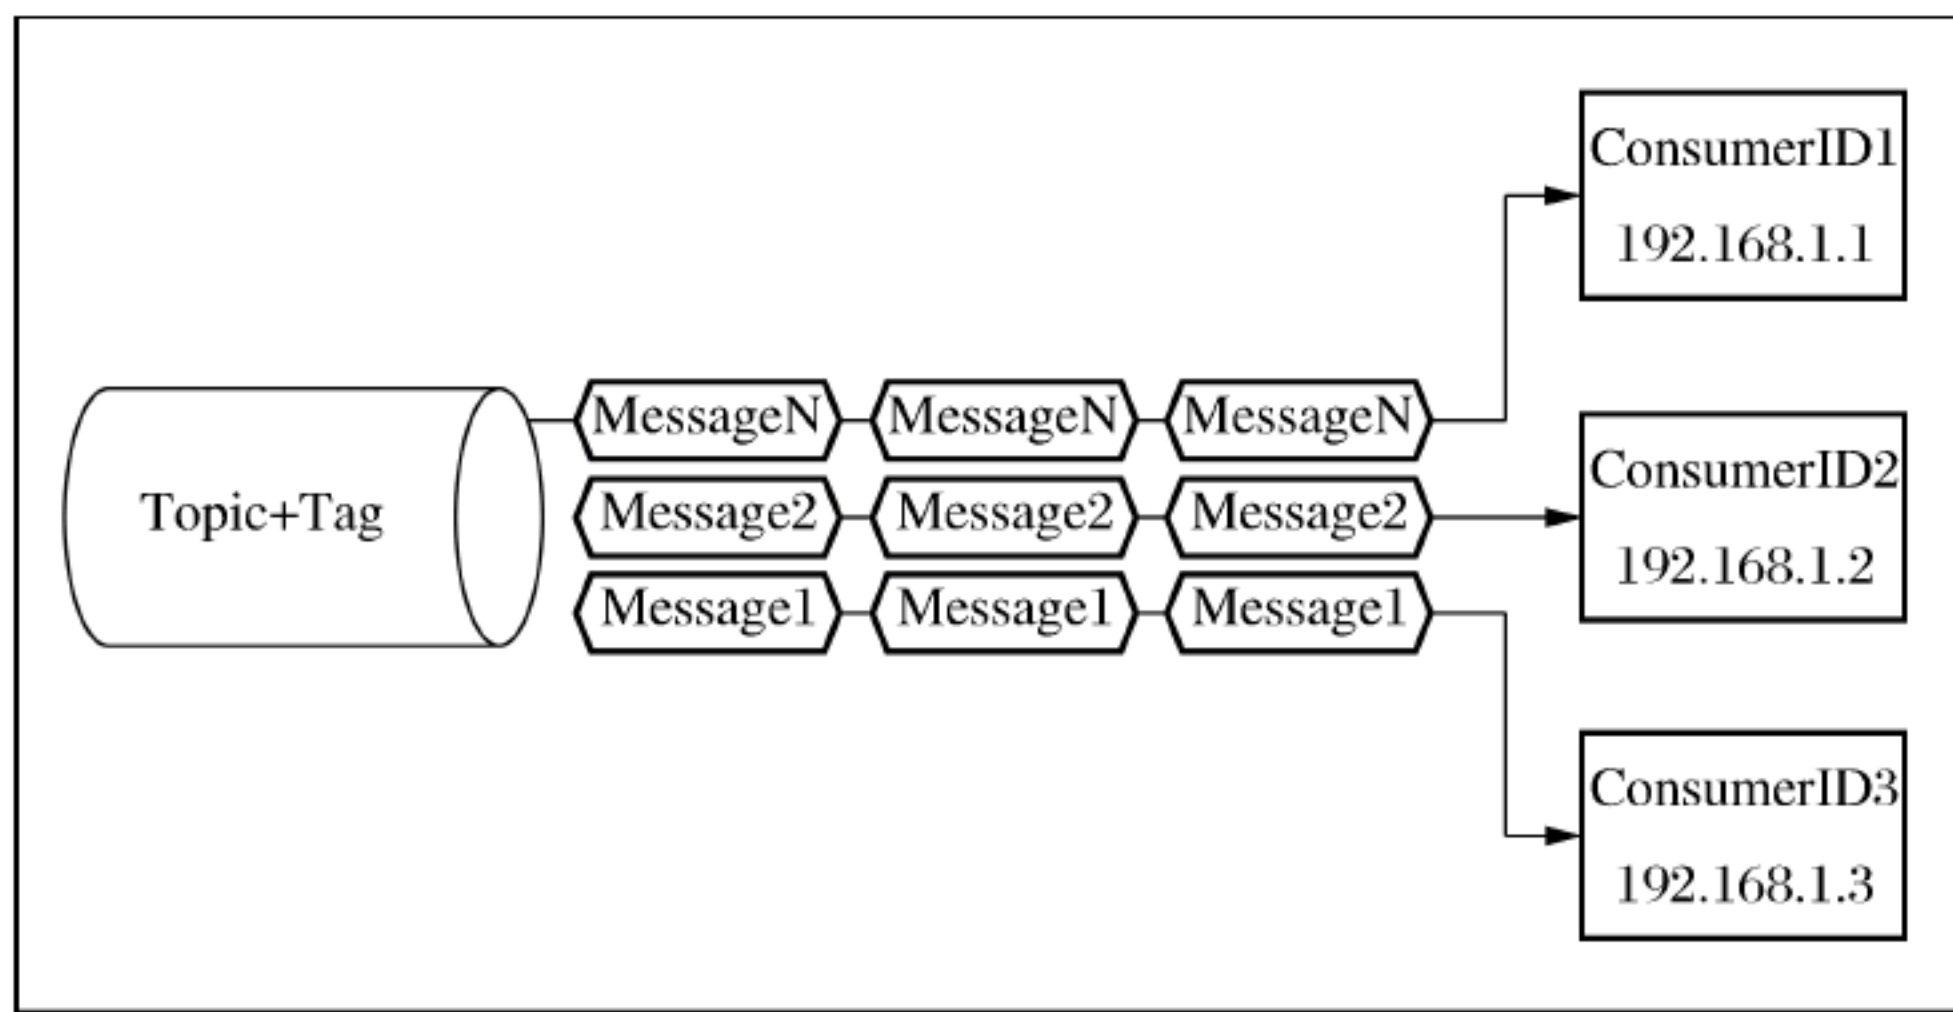 ConsumerID1
192.168.1.1
MessageN MessageN MessageN
ConsumerID2
Topic+Tag
Message2 Message2 Message2
192.168.1.2
Message1 Message1 Message1
ConsumerID3
192.168.1.3